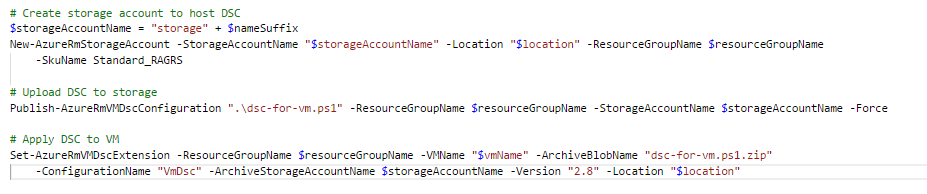 # Create storage account to host DSC
$storageAccountName = "storage" + $nameSuffix
New-AzureRmStorageAccount -StorageAccountName "$storageAccountName" -Location "$location" -ResourceGroupName $resourceGroupName
-SkuName Standard_RAGRS
# Upload DSC to storage
Publish-AzureRmVMDscConfiguration ".\dsc-for-vm.ps1" -ResourceGroupName $resourceGroupName -StorageAccountName $storageAccountName -Force
# Apply DSC to VM
Set-AzureRmVMDscExtension -ResourceGroupName $resourceGroupName -VMName "$vmName" -ArchiveBlobName "dsc-for-vm.ps1.zip"
-ConfigurationName "VmDsc" -ArchiveStorageAccountName $storageAccountName -Version "2.8" -Location "$location"